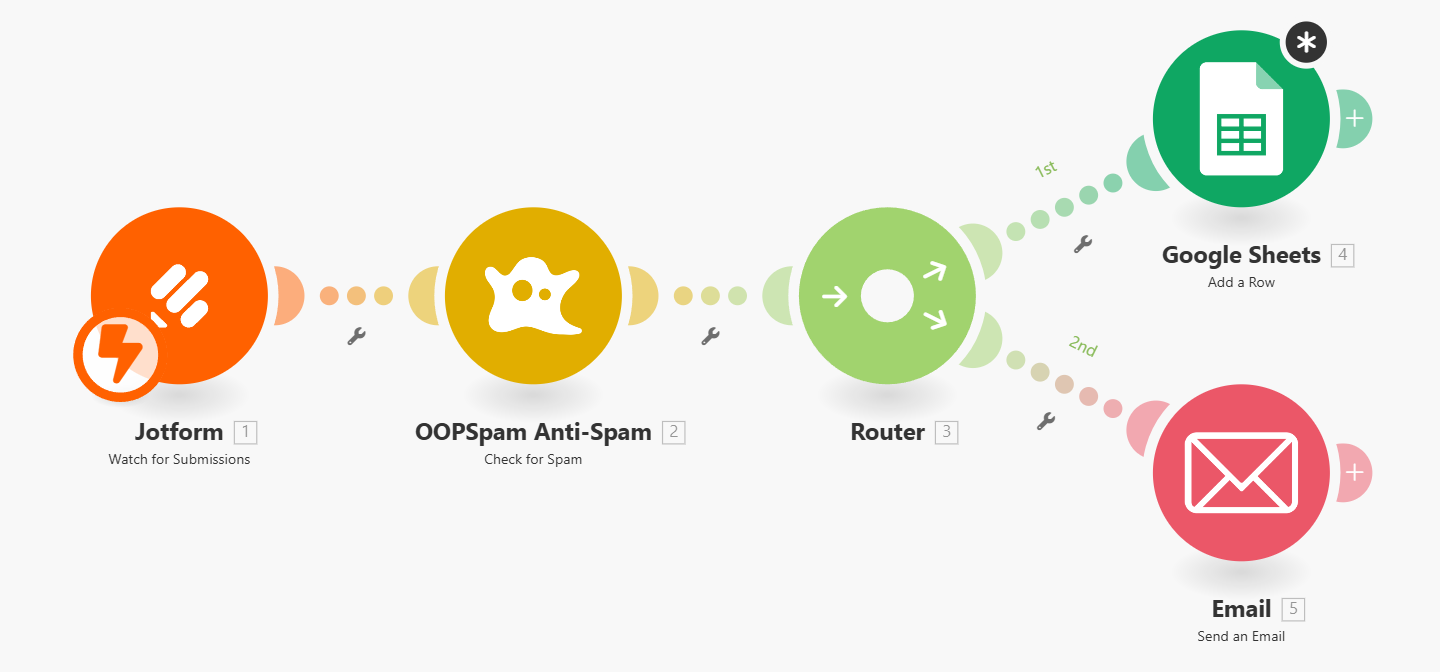 Jotform 1
Watch for Submissions
OOPSpam Anti-Spam 2
Check for Spam
Router 3
1st
2nd
Google Sheets 4
Add a Row
Email 5
Send an Email